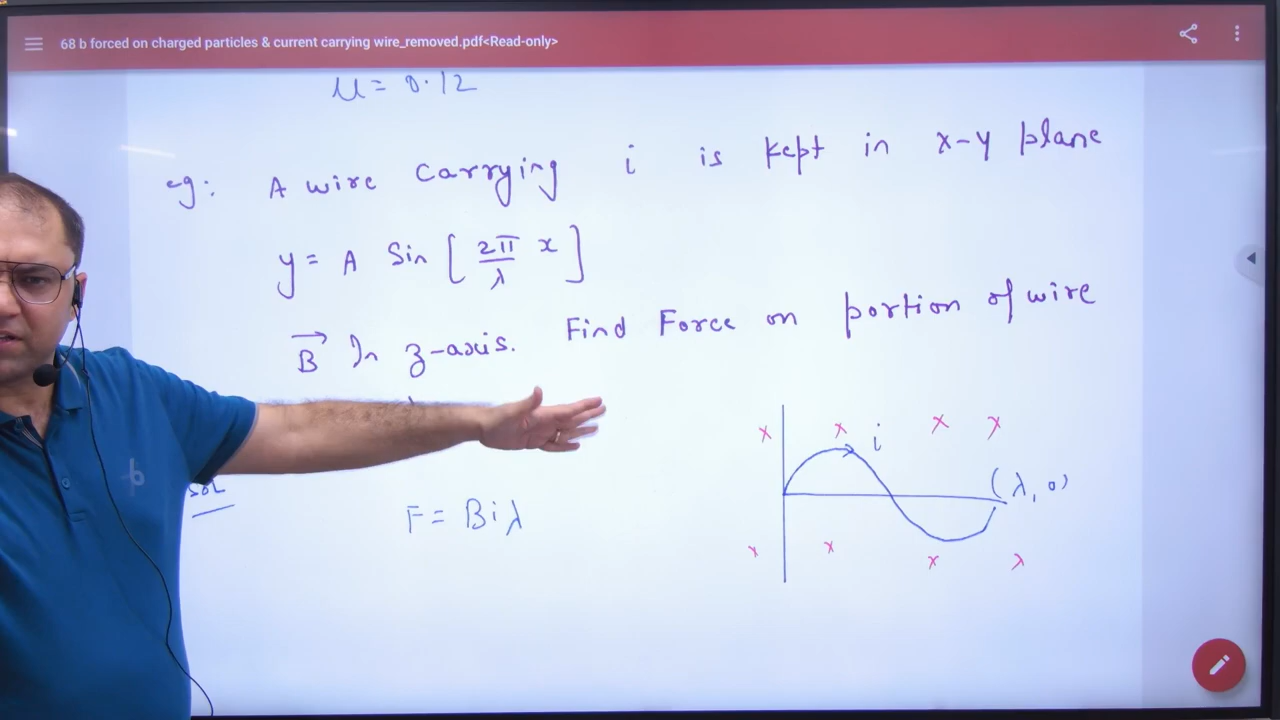 68 b forced on charged particles & current carrying wire_removed.pdf<Read-only>
μ = 0.12
eg: A wire carrying i is kept in x-y plane
y = A Sin [ 2π/λ x ]
B⃗ In z-axis. Find Force on portion of wire
x x x x
i
(λ, 0)
Sol
F = Biλ
x x x